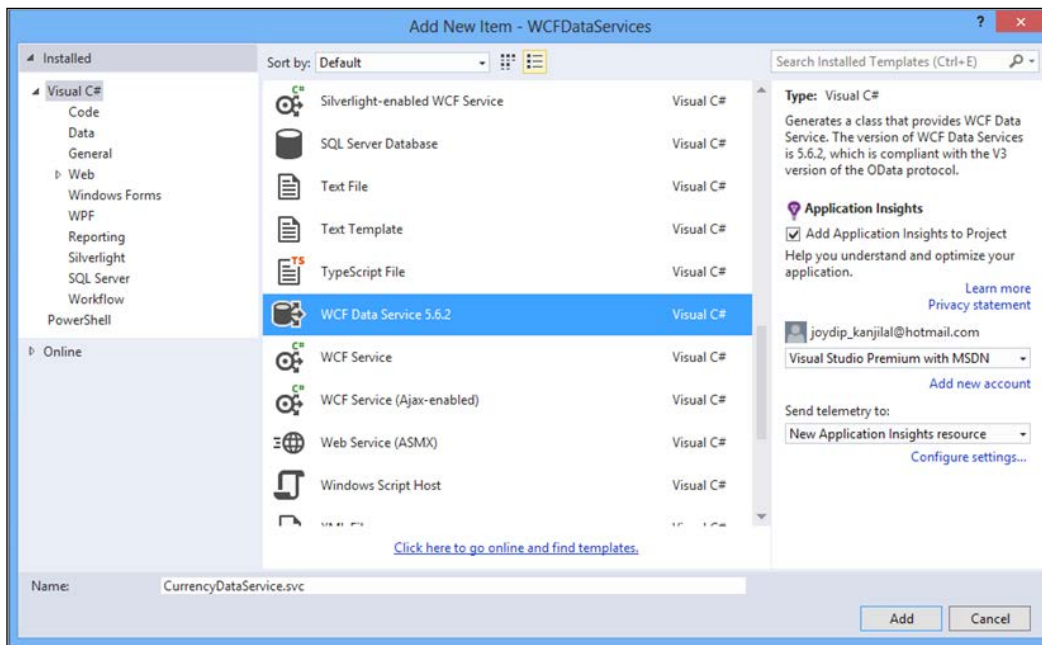 Add New Item - WCFDataServices
?
Installed
Visual C#
Code
Data
General
Web
Windows Forms
WPF
Reporting
Silverlight
SQL Server
Workflow
PowerShell
Online
Sort by: Default
C# Silverlight-enabled WCF Service Visual C#
SQL Server Database Visual C#
Text File Visual C#
Text Template Visual C#
TS TypeScript File Visual C#
WCF Data Service 5.6.2 Visual C#
C# WCF Service Visual C#
C# WCF Service (Ajax-enabled) Visual C#
Web Service (ASMX) Visual C#
Windows Script Host Visual C#
Click here to go online and find templates.
Search Installed Templates (Ctrl+E)
Type: Visual C#
Generates a class that provides WCF Data
Service. The version of WCF Data Services
is 5.6.2, which is compliant with the V3
version of the OData protocol.
Application Insights
Add Application Insights to Project
Help you understand and optimize your
application.
Learn more
Privacy statement
joydip_kanjilal@hotmail.com
Visual Studio Premium with MSDN
Add new account
Send telemetry to:
New Application Insights resource
Configure settings...
Name: CurrencyDataService.svc
Add Cancel